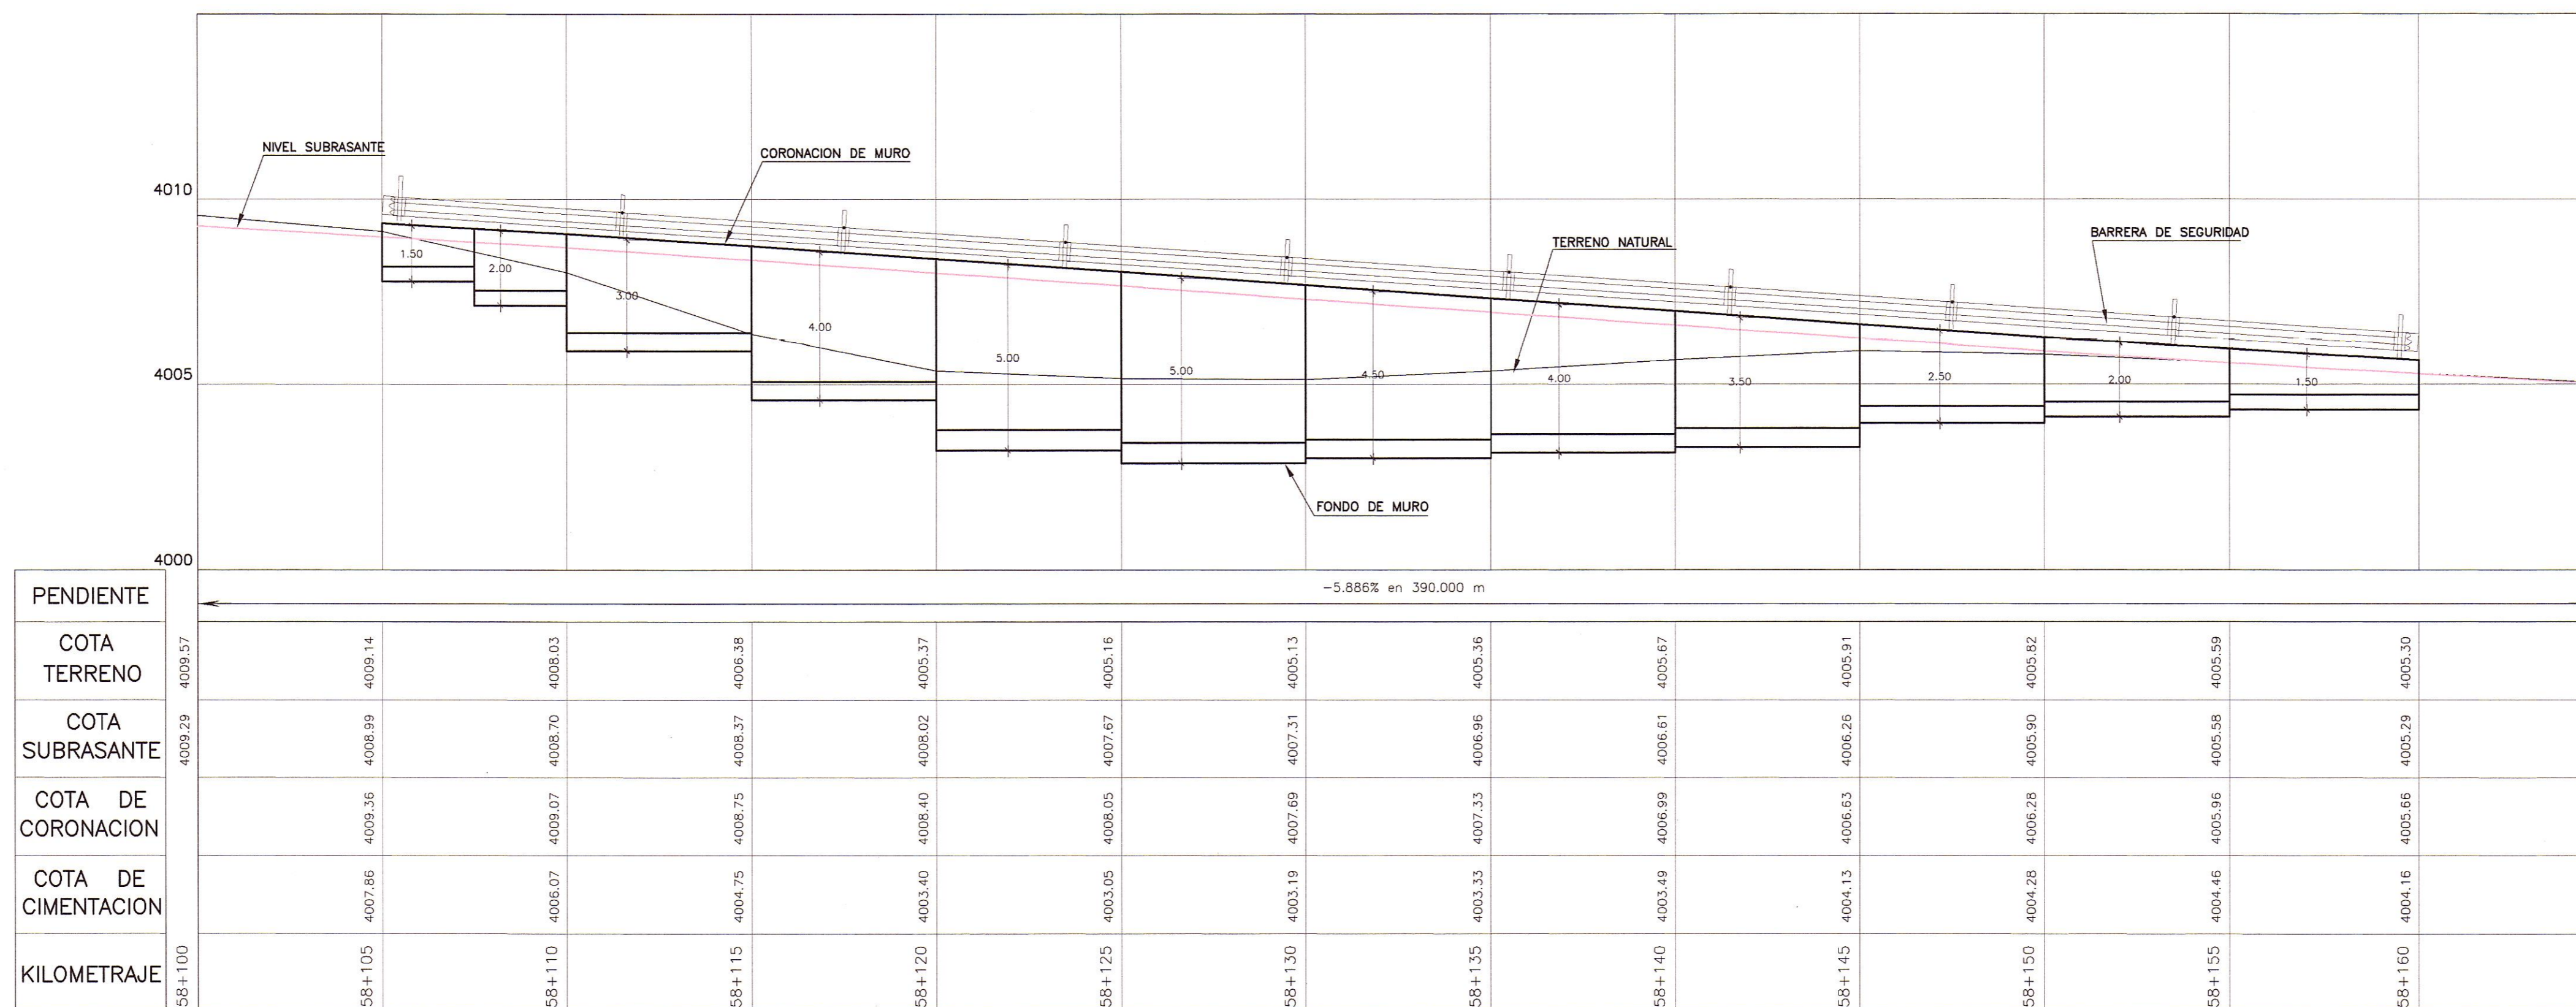 NIVEL SUBRASANTE
CORONACION DE MURO
4010
TERRENO NATURAL
BARRERA DE SEGURIDAD
1.50
2.00
3.00
4.00
5.00
5.00
4.50
4.00
3.50
2.50
2.00
1.50
4005
FONDO DE MURO
4000
PENDIENTE
-5.886% en 390.000 m
COTA TERRENO
4009.57 4009.14 4008.03 4006.38 4005.37 4005.16 4005.13 4005.36 4005.67 4005.91 4005.82 4005.59 4005.30
COTA SUBRASANTE
4009.29 4008.99 4008.70 4008.37 4008.02 4007.67 4007.31 4006.96 4006.61 4006.26 4005.90 4005.58 4005.29
COTA DE CORONACION
4009.36 4009.07 4008.75 4008.40 4008.05 4007.69 4007.33 4006.99 4006.63 4006.28 4005.96 4005.66
COTA DE CIMENTACION
4007.86 4006.07 4004.75 4003.40 4003.05 4003.19 4003.33 4003.49 4004.13 4004.28 4004.46 4004.16
KILOMETRAJE
58+100 58+105 58+110 58+115 58+120 58+125 58+130 58+135 58+140 58+145 58+150 58+155 58+160